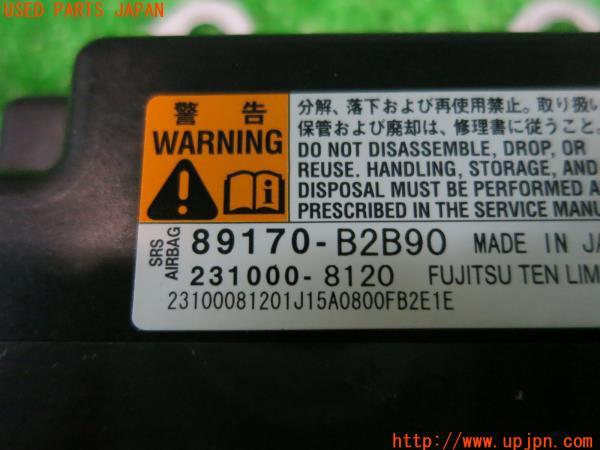 USED PARTS JAPAN
警告
WARNING
分解、落下および再使用禁止。取り扱い
保管および廃却は、修理書に従うこと。
DO NOT DISASSEMBLE, DROP, OR
REUSE. HANDLING, STORAGE, AND
DISPOSAL MUST BE PERFORMED A
PRESCRIBED IN THE SERVICE MANU
SRS
AIRBAG
89170-B2B90 MADE IN JA
231000-8120 FUJITSU TEN LIM
23100081201J15A0800FB2E1E
http://www.upjpn.com